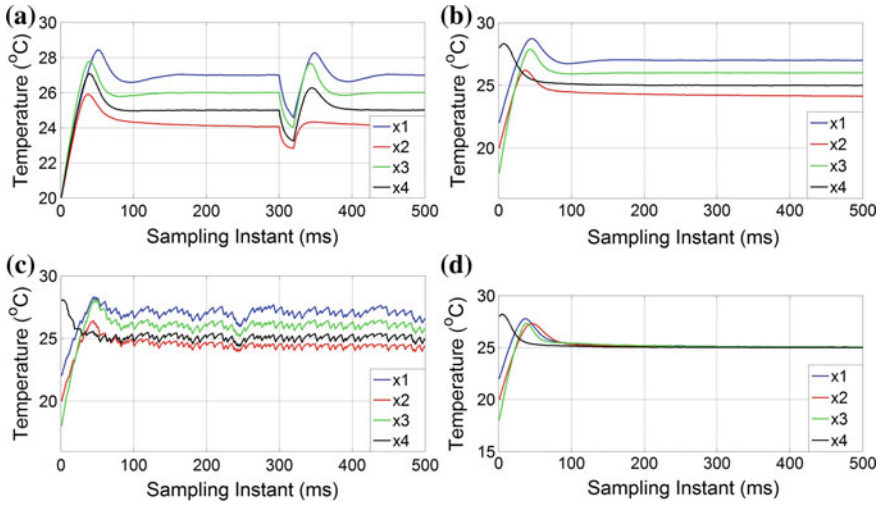 (a)
30
28
26
24
22
20
Temperature (°C)
x1
x2
x3
x4
0 100 200 300 400 500
Sampling Instant (ms)
(b)
30
25
20
Temperature (°C)
x1
x2
x3
x4
0 100 200 300 400 500
Sampling Instant (ms)
(c)
30
25
20
Temperature (°C)
x1
x2
x3
x4
0 100 200 300 400 500
Sampling Instant (ms)
(d)
30
25
20
15
Temperature (°C)
x1
x2
x3
x4
0 100 200 300 400 500
Sampling Instant (ms)